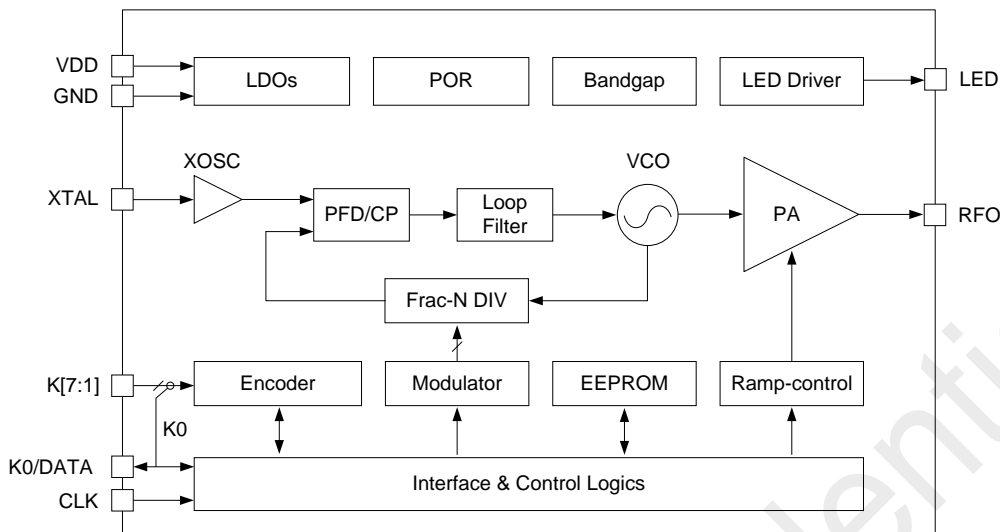 VDD
GND
LDOs
POR
Bandgap
LED Driver
LED
XOSC
VCO
XTAL
PFD/CP
Loop
Filter
PA
RFO
Frac-N DIV
K[7:1]
Encoder
Modulator
EEPROM
Ramp-control
K0
K0/DATA
CLK
Interface & Control Logics